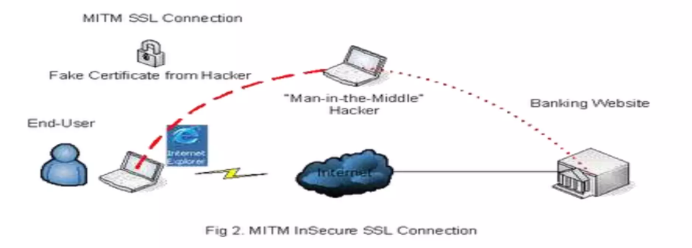 MITM SSL Connection
Fake Certificate from Hacker
"Man-in-the-Middle"
Hacker
Banking Website
End-User
Internet
Explorer
Internet
Fig 2. MITM InSecure SSL Connection